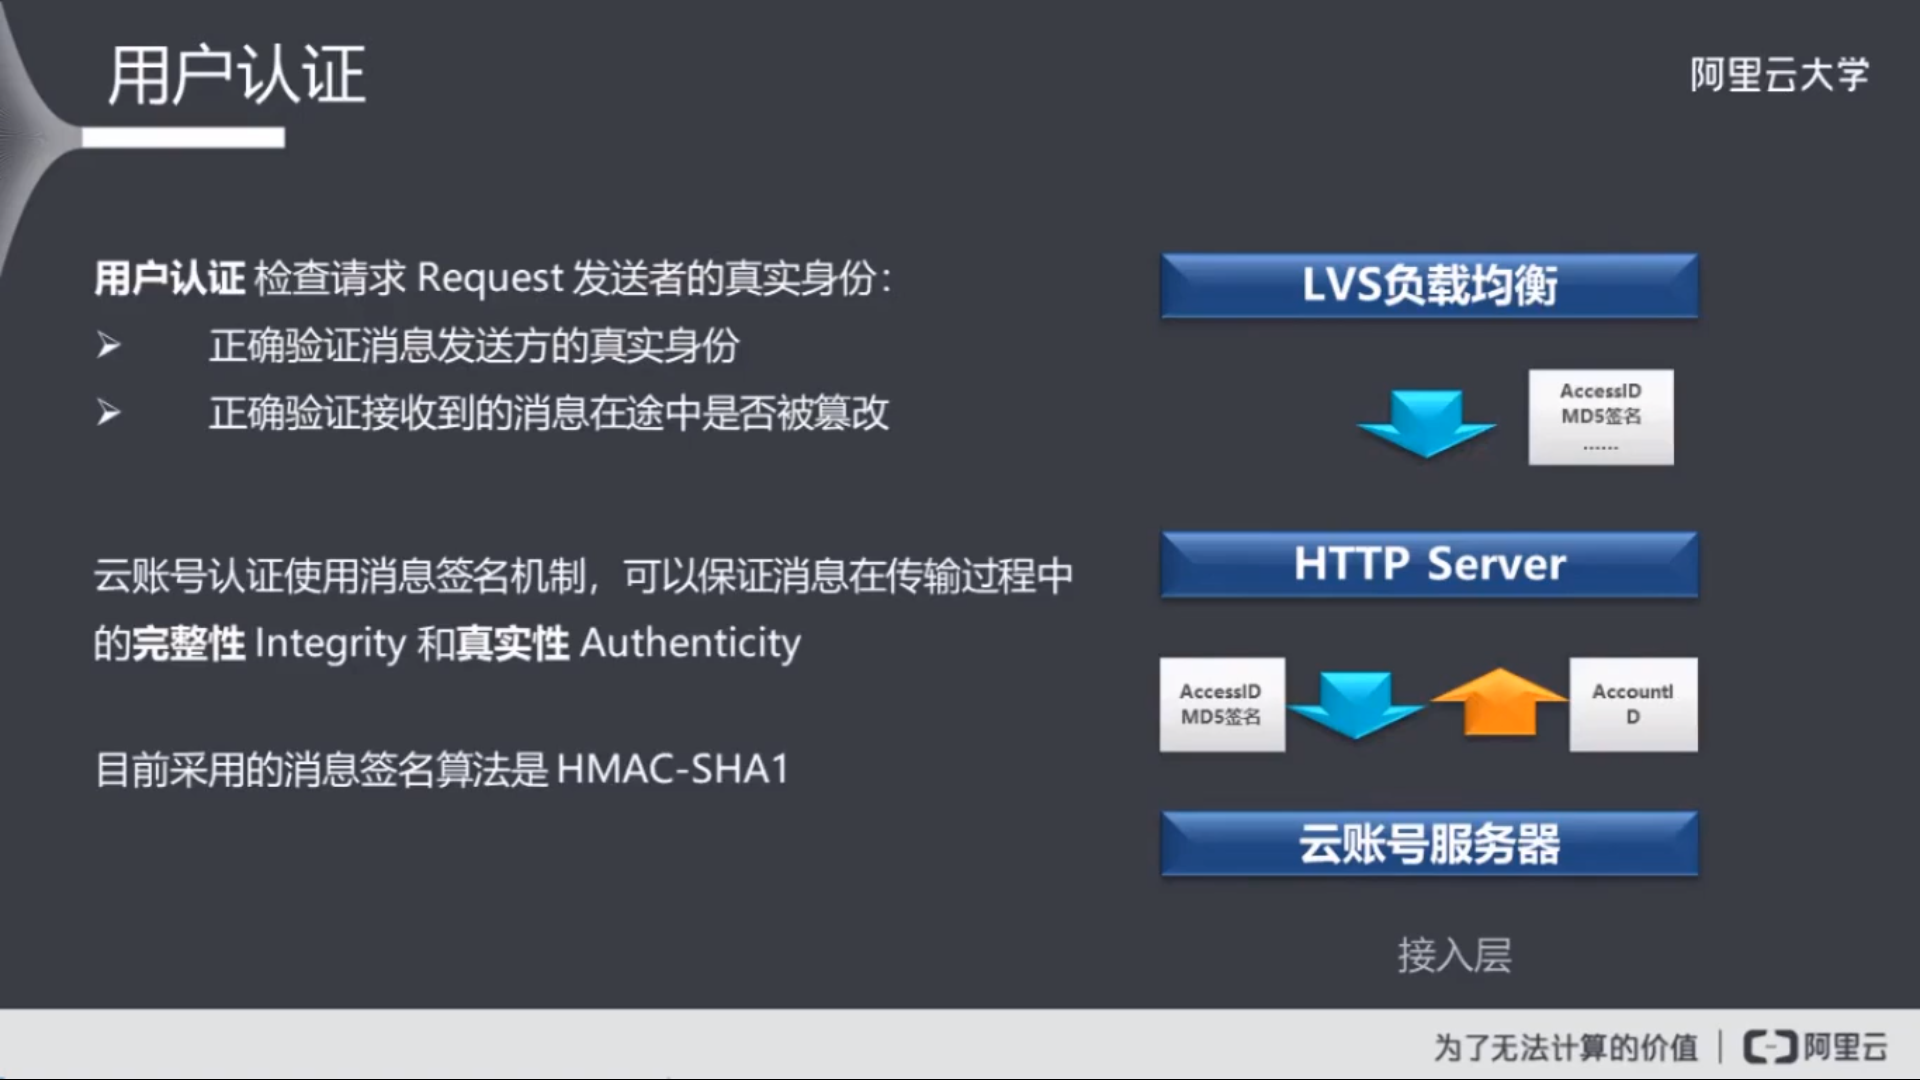 用户认证
阿里云大学
用户认证 检查请求 Request 发送者的真实身份：
正确验证消息发送方的真实身份
正确验证接收到的消息在途中是否被篡改
云账号认证使用消息签名机制，可以保证消息在传输过程中
的完整性 Integrity 和真实性 Authenticity
目前采用的消息签名算法是 HMAC-SHA1
LVS负载均衡
AccessID
MD5签名
······
HTTP Server
AccessID
MD5签名
AccountI
D
云账号服务器
接入层
为了无法计算的价值 | 阿里云